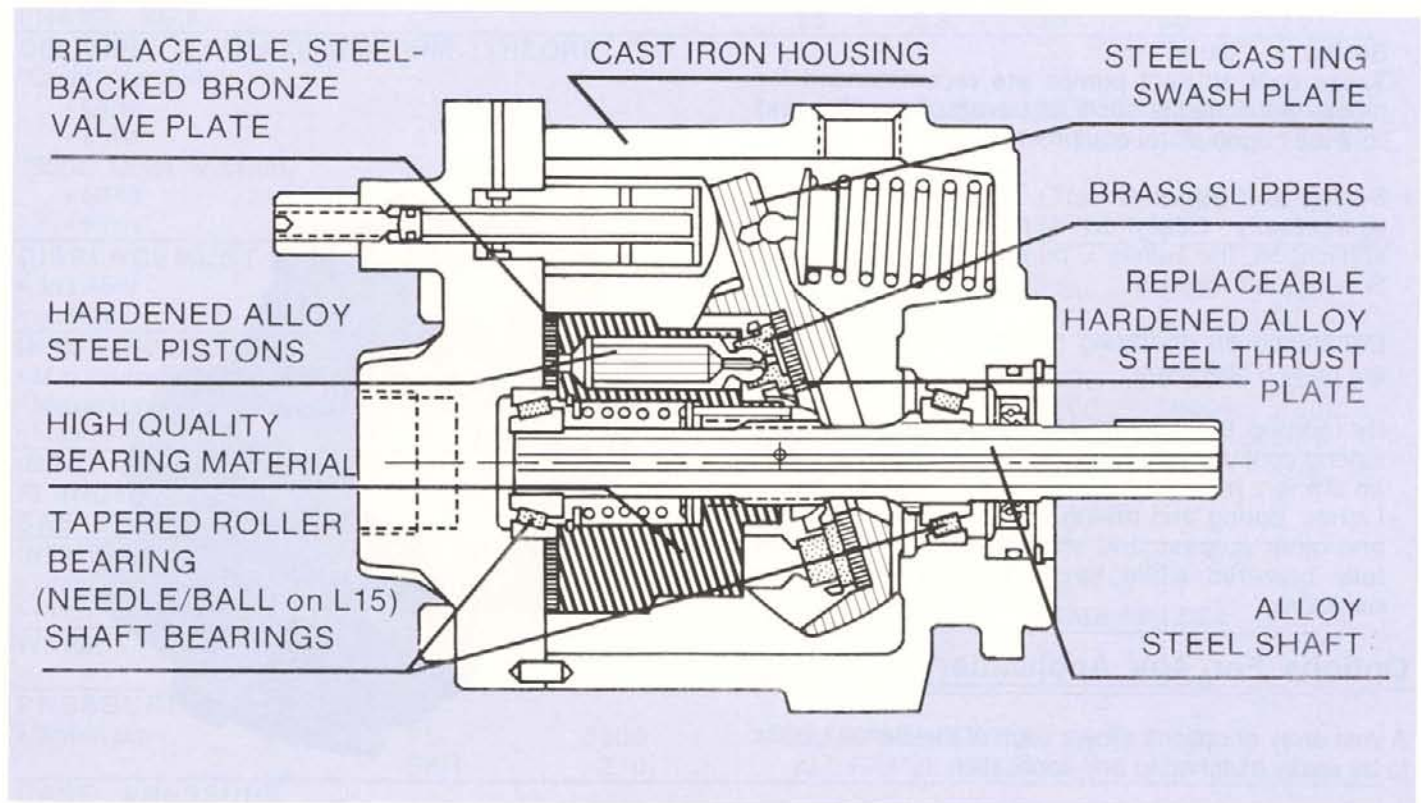 REPLACEABLE, STEEL-
BACKED BRONZE
VALVE PLATE
CAST IRON HOUSING
STEEL CASTING
SWASH PLATE
BRASS SLIPPERS
REPLACEABLE
HARDENED ALLOY
STEEL THRUST
PLATE
HARDENED ALLOY
STEEL PISTONS
HIGH QUALITY
BEARING MATERIAL
TAPERED ROLLER
BEARING
(NEEDLE/BALL on L15)
SHAFT BEARINGS
ALLOY
STEEL SHAFT